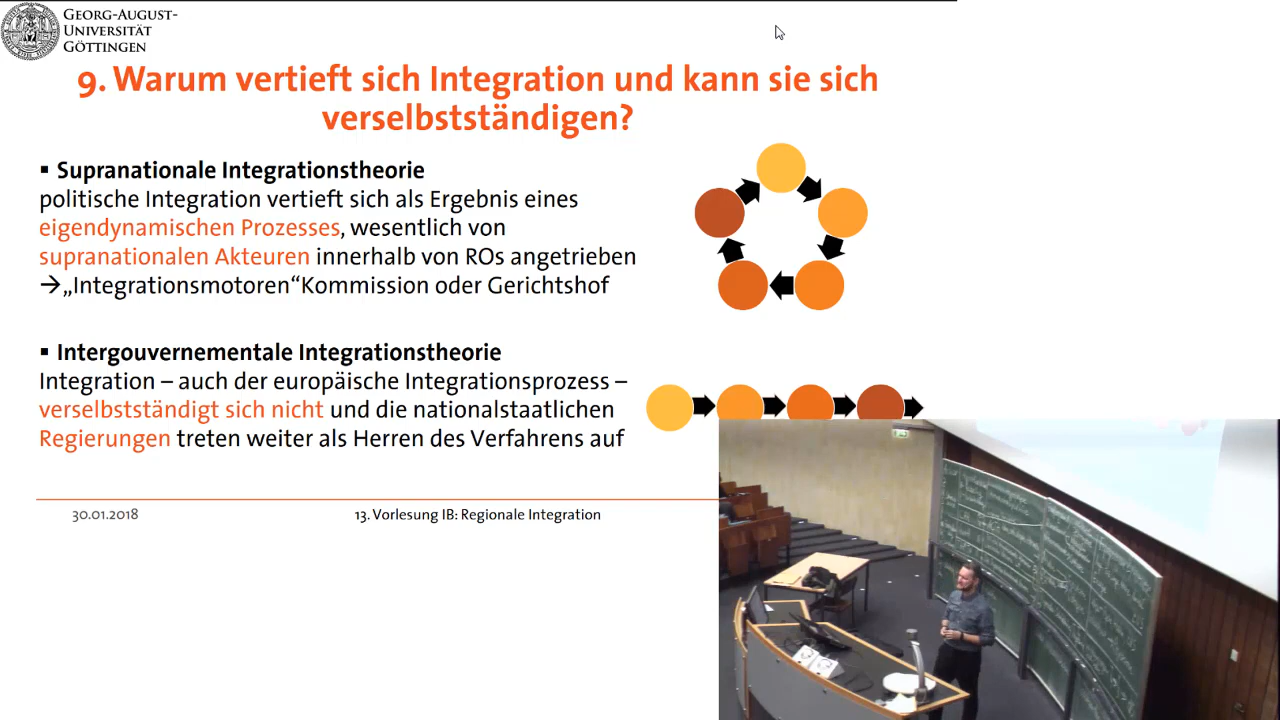 GEORG-AUGUST-
UNIVERSITÄT
GÖTTINGEN
9. Warum vertieft sich Integration und kann sie sich
verselbstständigen?
▪ Supranationale Integrationstheorie
politische Integration vertieft sich als Ergebnis eines
eigendynamischen Prozesses, wesentlich von
supranationalen Akteuren innerhalb von ROs angetrieben
→„Integrationsmotoren“Kommission oder Gerichtshof
▪ Intergouvernementale Integrationstheorie
Integration – auch der europäische Integrationsprozess –
verselbstständigt sich nicht und die nationalstaatlichen
Regierungen treten weiter als Herren des Verfahrens auf
30.01.2018
13. Vorlesung IB: Regionale Integration